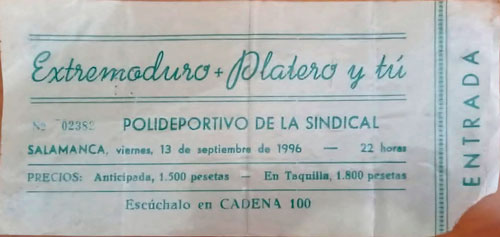 Extremoduro + Platero y tú
Nº 02382 POLIDEPORTIVO DE LA SINDICAL
SALAMANCA, viernes, 13 de septiembre de 1996 — 22 horas
PRECIOS: Anticipada, 1.500 pesetas — En Taquilla, 1.800 pesetas
Escúchalo en CADENA 100
ENTRADA